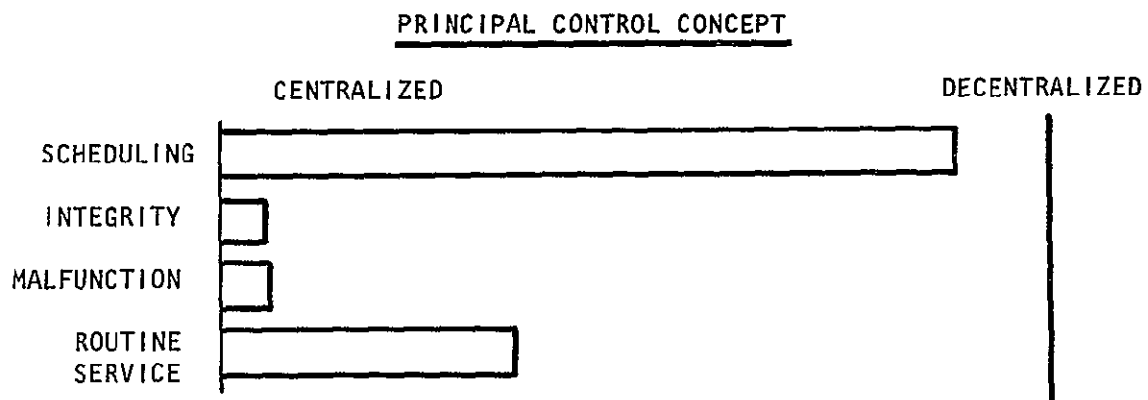 PRINCIPAL CONTROL CONCEPT
CENTRALIZED DECENTRALIZED
SCHEDULING
INTEGRITY
MALFUNCTION
ROUTINE
SERVICE